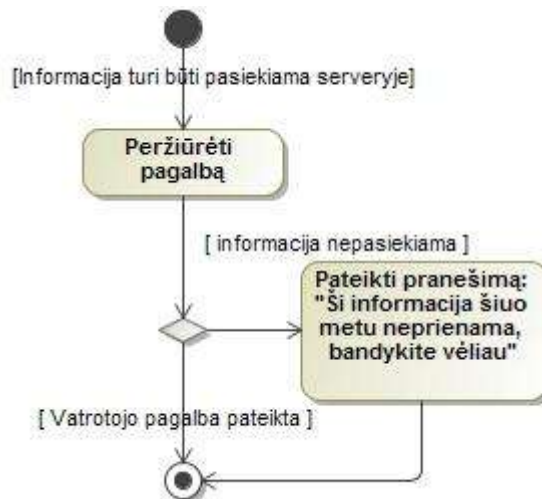 [Informacija turi būti pasiekiama serveryje]
Peržiūrėti
pagalbą
[ informacija nepasiekiama ]
Pateikti pranešimą:
"Ši informacija šiuo
metu neprienama,
bandykite vėliau"
[ Vatrotojo pagalba pateikta ]